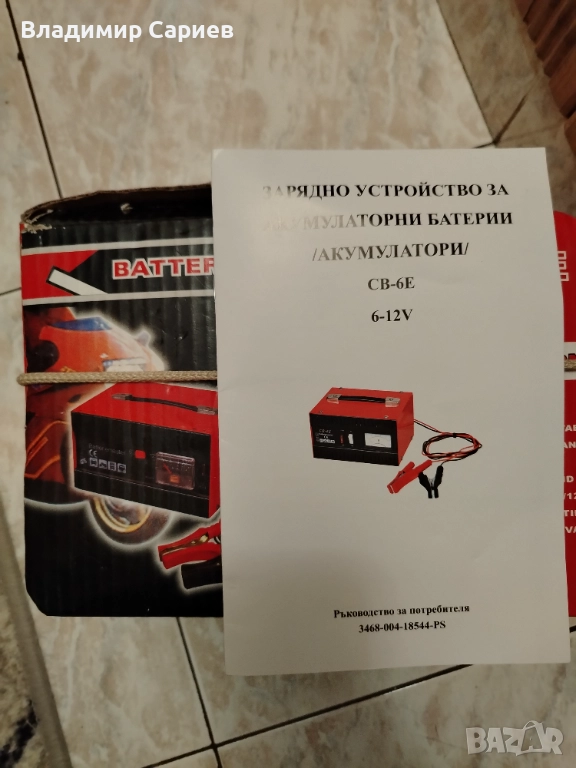 Владимир Сариев
ЗАРЯДНО УСТРОЙСТВО ЗА
АКУМУЛАТОРНИ БАТЕРИИ
/АКУМУЛАТОРИ/
CB-6E
6-12V
BATTER
Ръководство за потребителя
3468-004-18544-PS
BAZAR